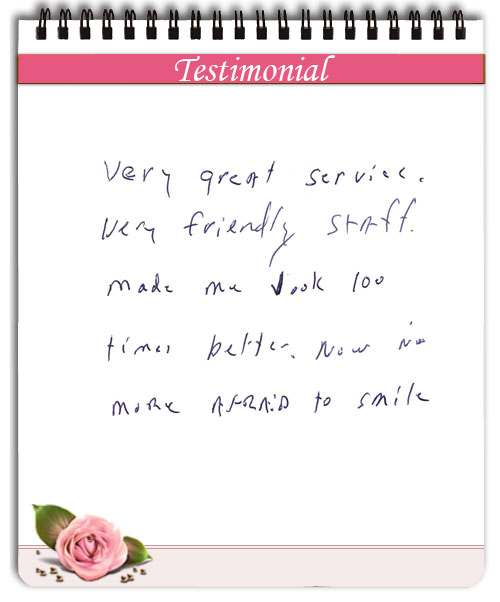 Testimonial
Very great service.
Very friendly staff.
made me look 100
times better. Now no
more AFRAID to smile